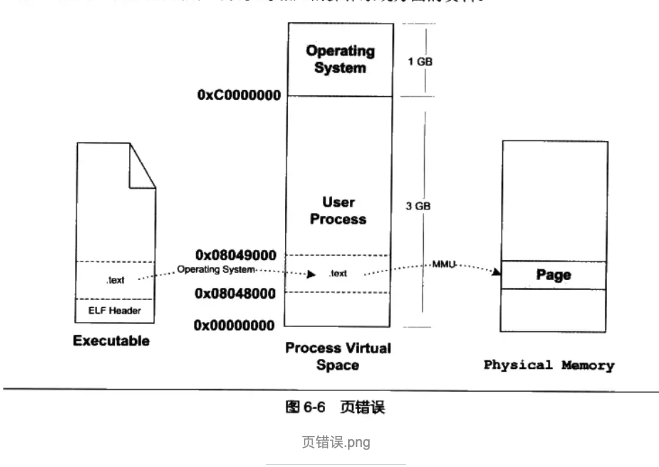 Operating
System
1 GB
0xC0000000
User
Process
3 GB
0x08049000
.text
Operating System
.text
MMU
Page
0x08048000
ELF Header
0x00000000
Executable
Process Virtual
Space
Physical Memory
图 6-6 页错误
页错误.png